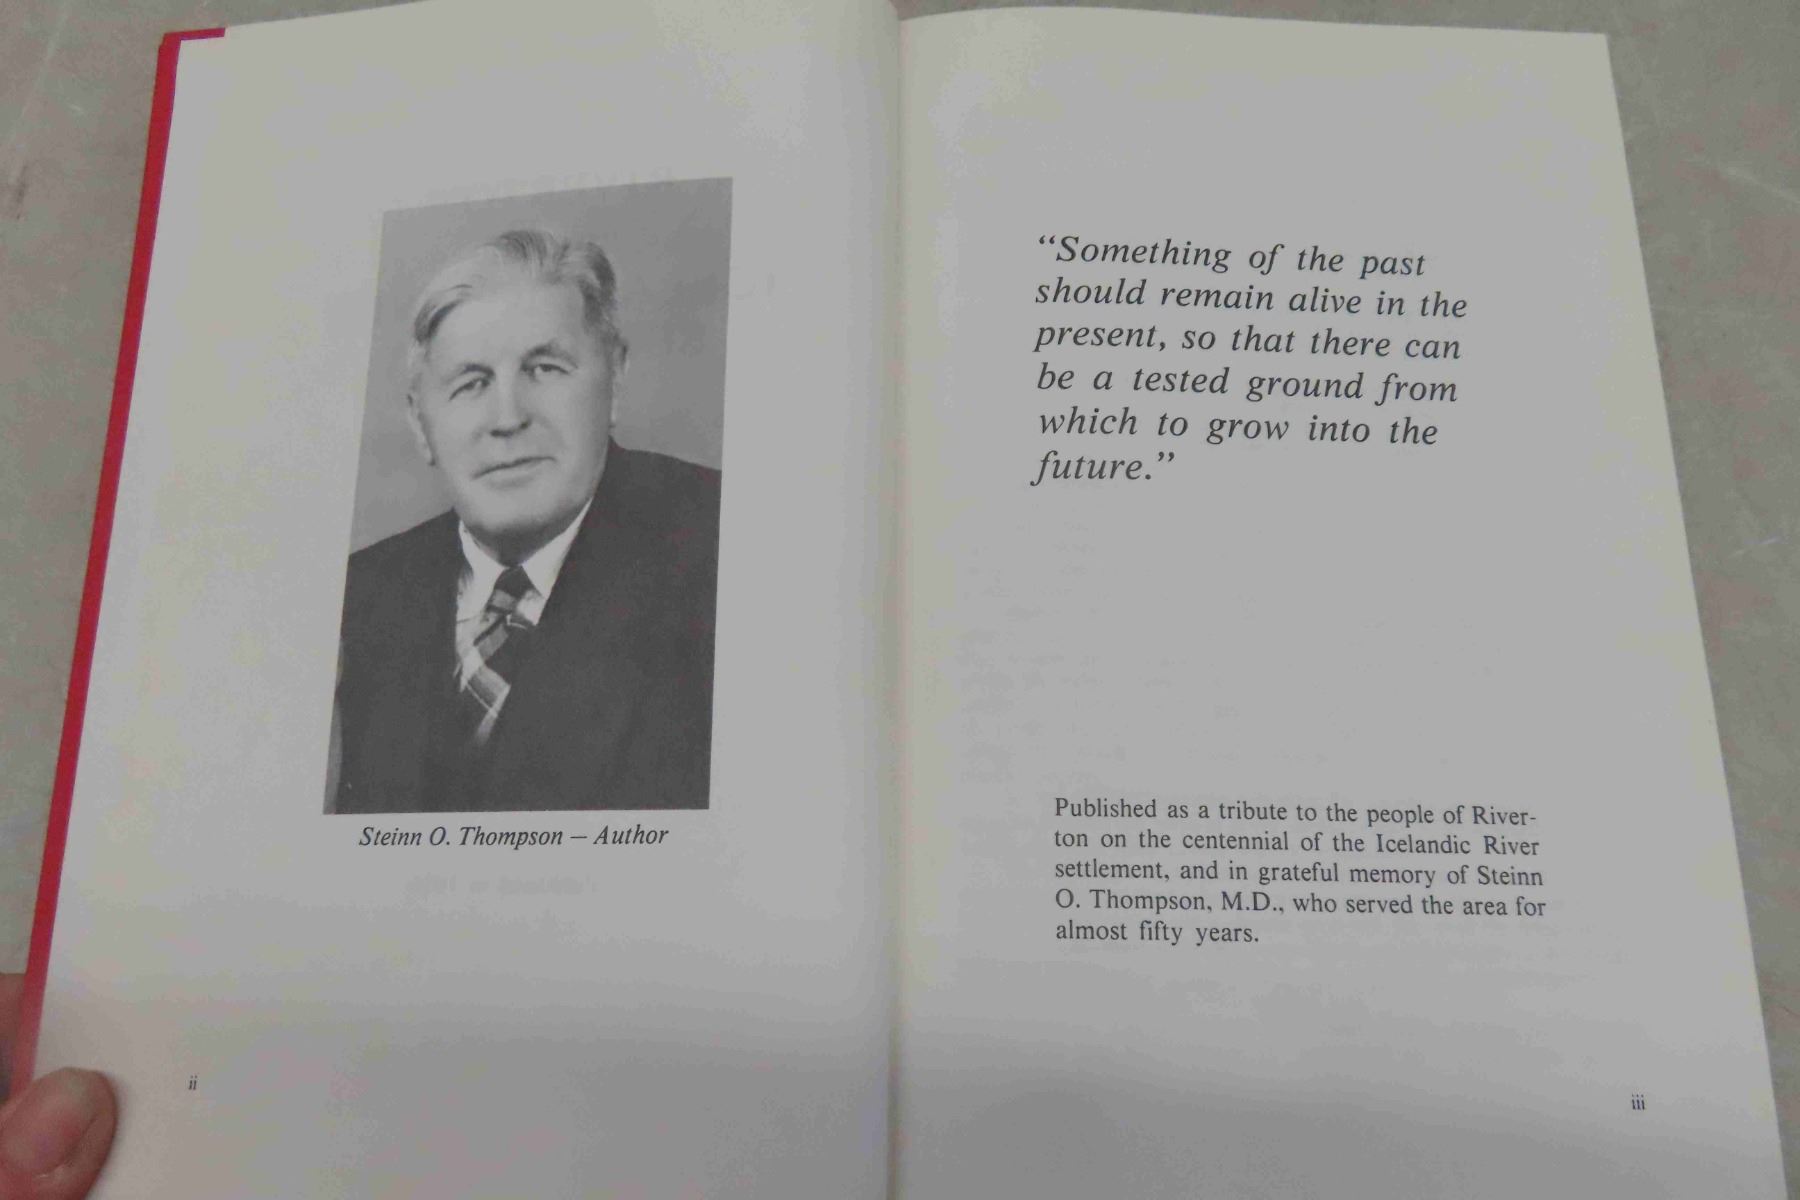 Steinn O. Thompson — Author
ii
“Something of the past
should remain alive in the
present, so that there can
be a tested ground from
which to grow into the
future.”
Published as a tribute to the people of River-
ton on the centennial of the Icelandic River
settlement, and in grateful memory of Steinn
O. Thompson, M.D., who served the area for
almost fifty years.
iii